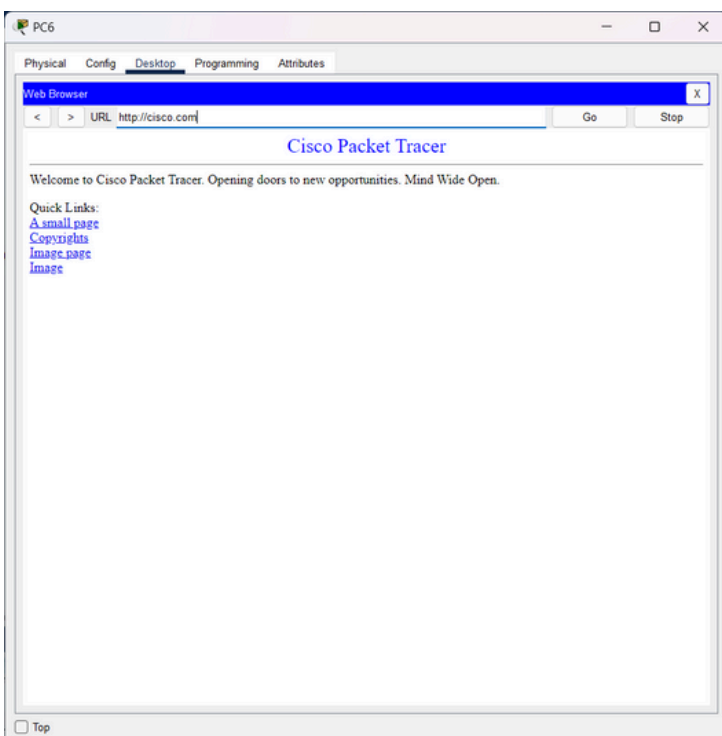 PC6
Physical Config Desktop Programming Attributes
Web Browser
X
< > URL http://cisco.com Go Stop
Cisco Packet Tracer
Welcome to Cisco Packet Tracer. Opening doors to new opportunities. Mind Wide Open.
Quick Links:
A small page
Copyrights
Image page
Image
Top